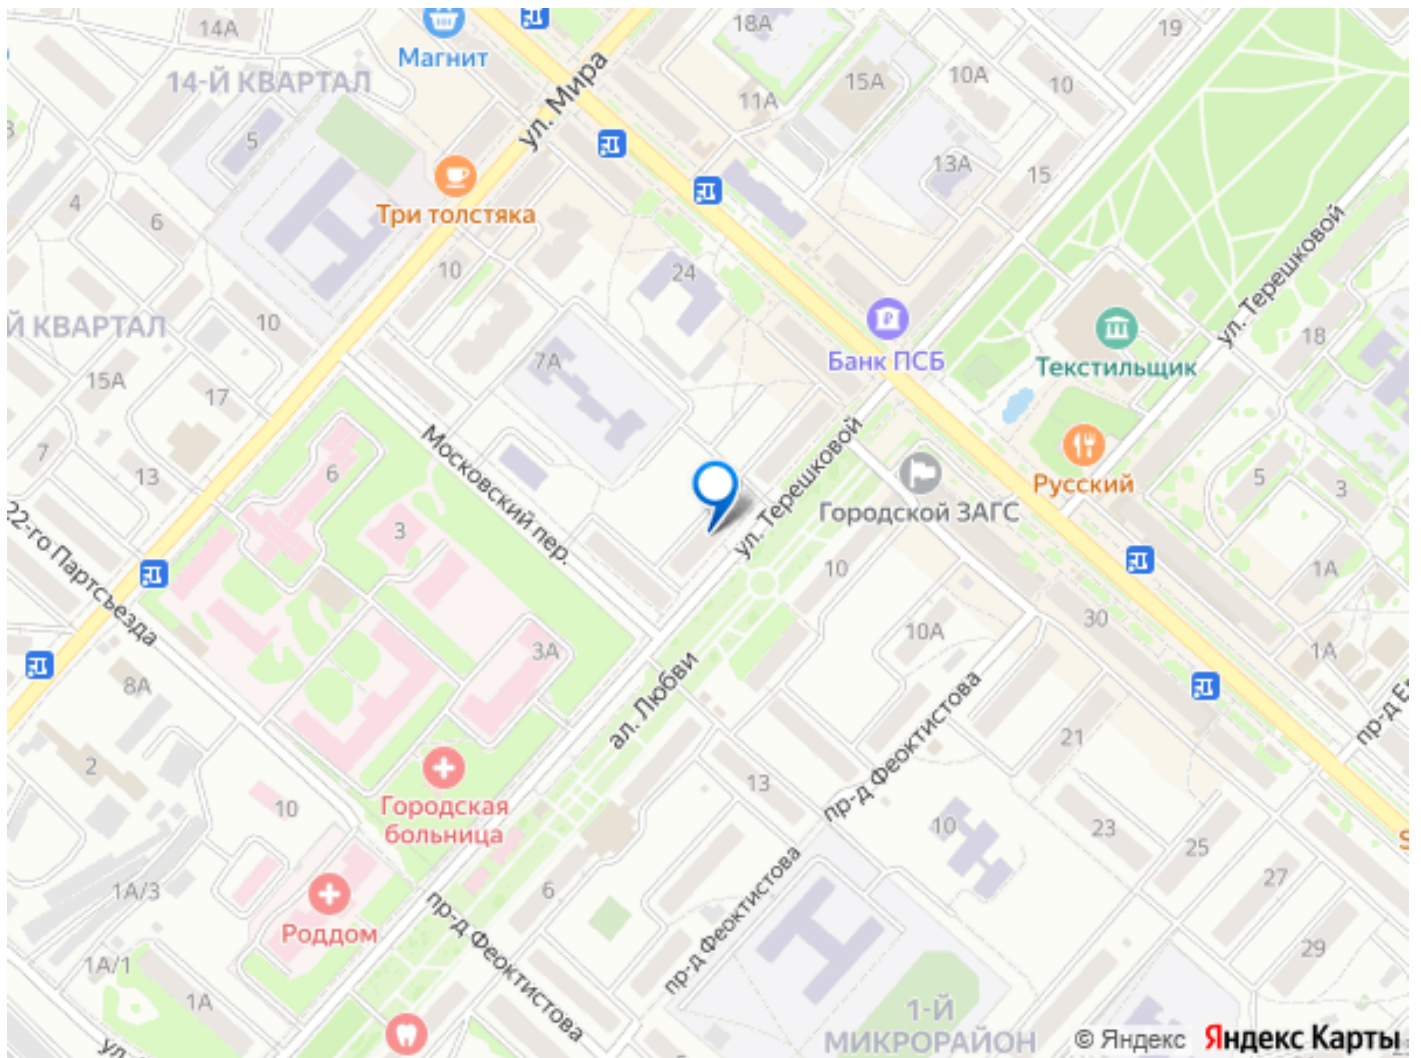 14А
Магнит
18А
19
14-Й КВАРТАЛ
ул. Мира
15А
10А
10
11А
5
13А
15
Три толстяка
4
6
10
24
ул. Терешковой
Й КВАРТАЛ
10
Банк ПСБ
Текстильщик
18
15А
17
7А
7
13
6
Московский пер.
ул. Терешковой
Русский
5
3
Городской ЗАГС
22-го Партсъезда
3
10
1А
3А
10А
30
1А
8А
ал. Любви
пр-д Феоктистова
21
пр-д Е
2
10
Городская
больница
13
10
23
25
1А/3
6
27
Роддом
пр-д Феоктистова
пр-д Феоктистова
29
1А/1
1А
1-Й
МИКРОРАЙОН
ул.
© Яндекс Яндекс Карты